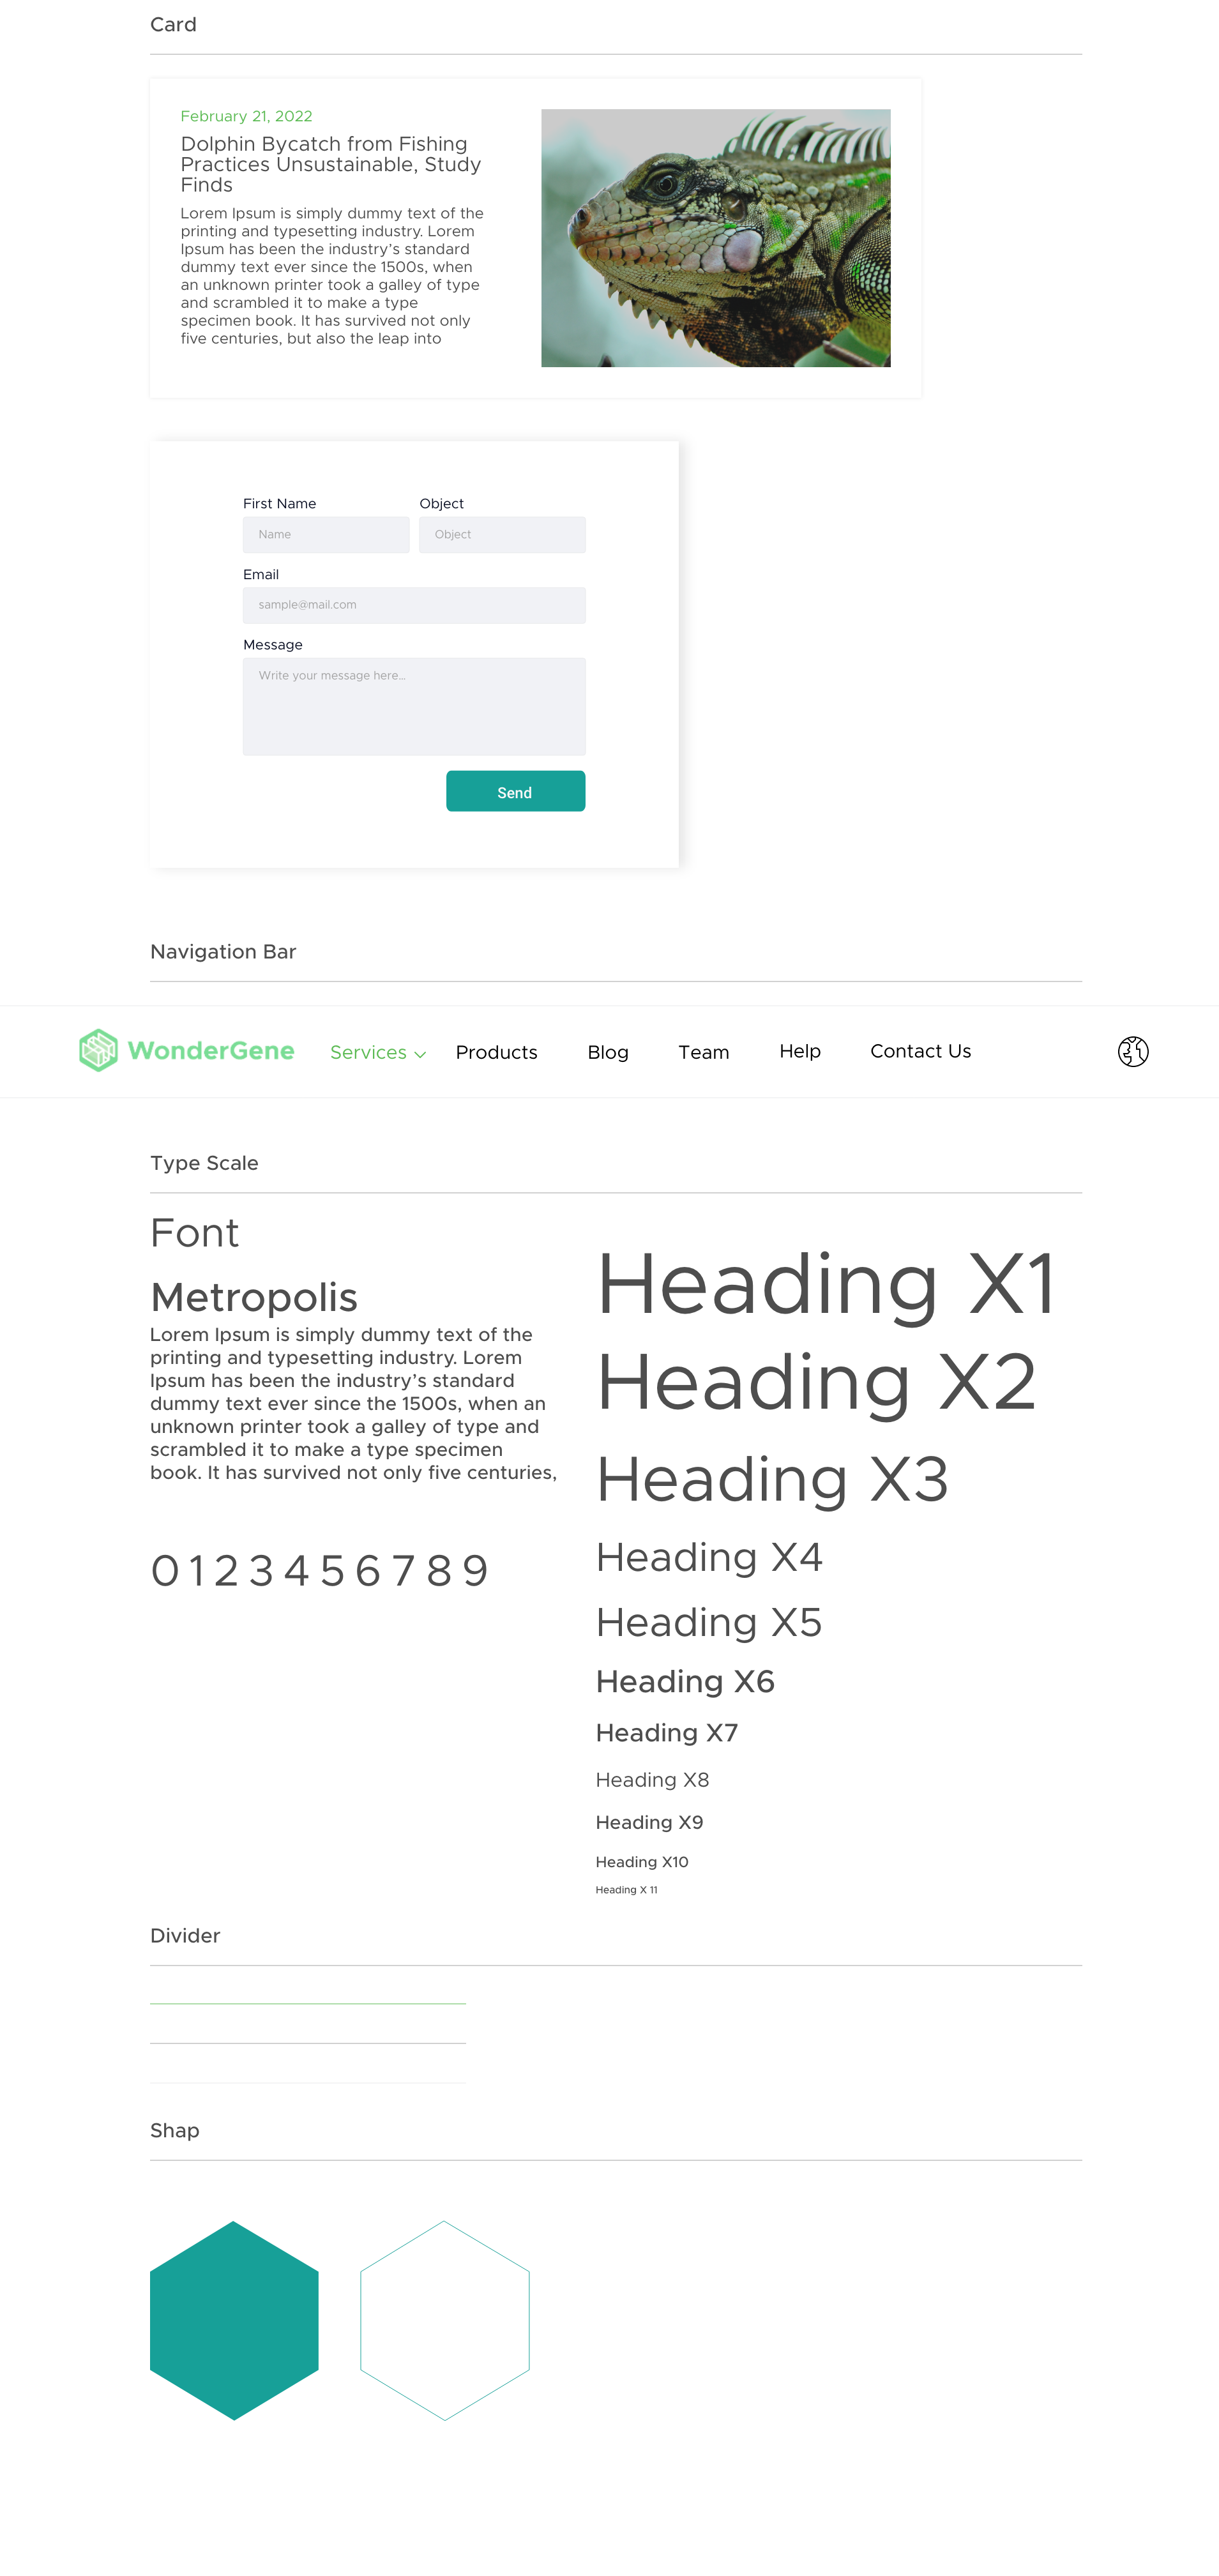 Card
February 21, 2022
Dolphin Bycatch from Fishing
Practices Unsustainable, Study
Finds
Lorem Ipsum is simply dummy text of the
printing and typesetting industry. Lorem
Ipsum has been the industry's standard
dummy text ever since the 1500s, when
an unknown printer took a galley of type
and scrambled it to make a type
specimen book. It has survived not only
five centuries, but also the leap into
First Name Object
Name Object
Email
sample@mail.com
Message
Write your message here...
Send
Navigation Bar
WonderGene Services Products Blog Team Help Contact Us
Type Scale
Font
Metropolis
Lorem Ipsum is simply dummy text of the
printing and typesetting industry. Lorem
Ipsum has been the industry's standard
dummy text ever since the 1500s, when an
unknown printer took a galley of type and
scrambled it to make a type specimen
book. It has survived not only five centuries,
0 1 2 3 4 5 6 7 8 9
Heading X1
Heading X2
Heading X3
Heading X4
Heading X5
Heading X6
Heading X7
Heading X8
Heading X9
Heading X10
Heading X 11
Divider
Shap